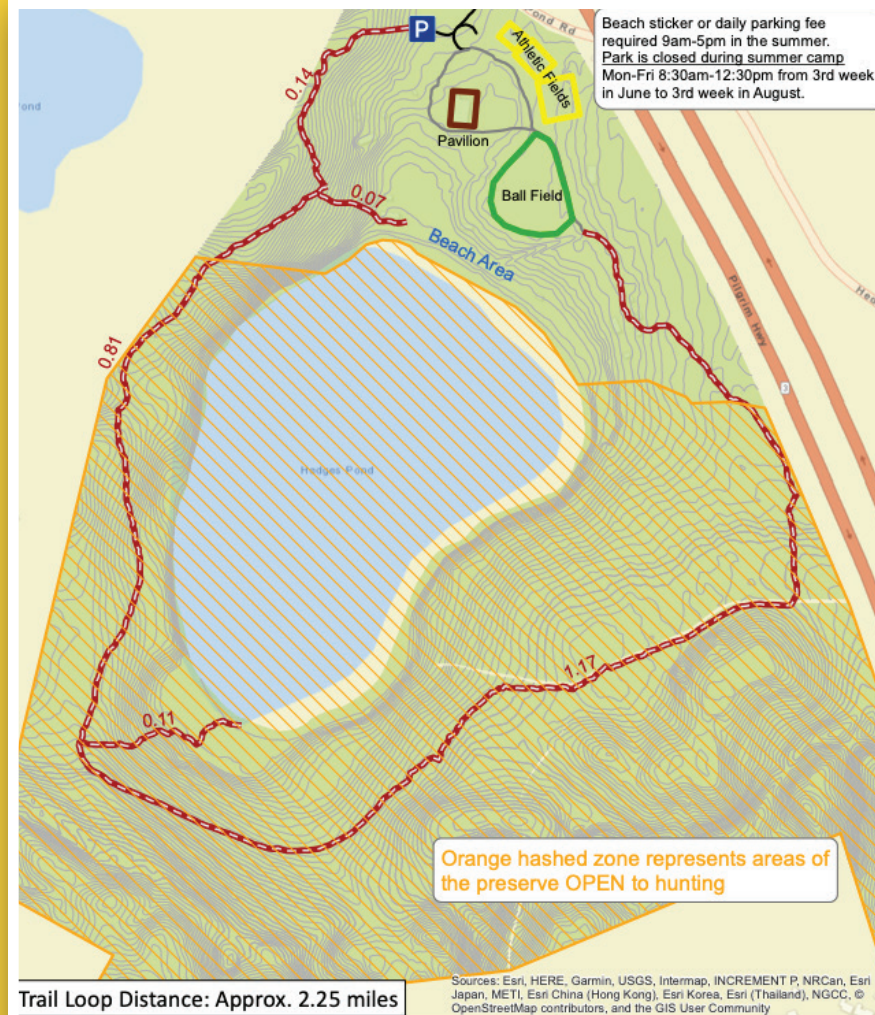 ond Rd
Beach sticker or daily parking fee
required 9am-5pm in the summer.
Park is closed during summer camp
Mon-Fri 8:30am-12:30pm from 3rd week
in June to 3rd week in August.
P
Athletic Fields
0.14
ond
Pavilion
0.07
Ball Field
Beach Area
Pilgrim Hwy
Hed
3
0.81
Hedges Pond
1.17
0.11
Orange hashed zone represents areas of
the preserve OPEN to hunting
Trail Loop Distance: Approx. 2.25 miles
Sources: Esri, HERE, Garmin, USGS, Intermap, INCREMENT P, NRCan, Esri
Japan, METI, Esri China (Hong Kong), Esri Korea, Esri (Thailand), NGCC, ©
OpenStreetMap contributors, and the GIS User Community